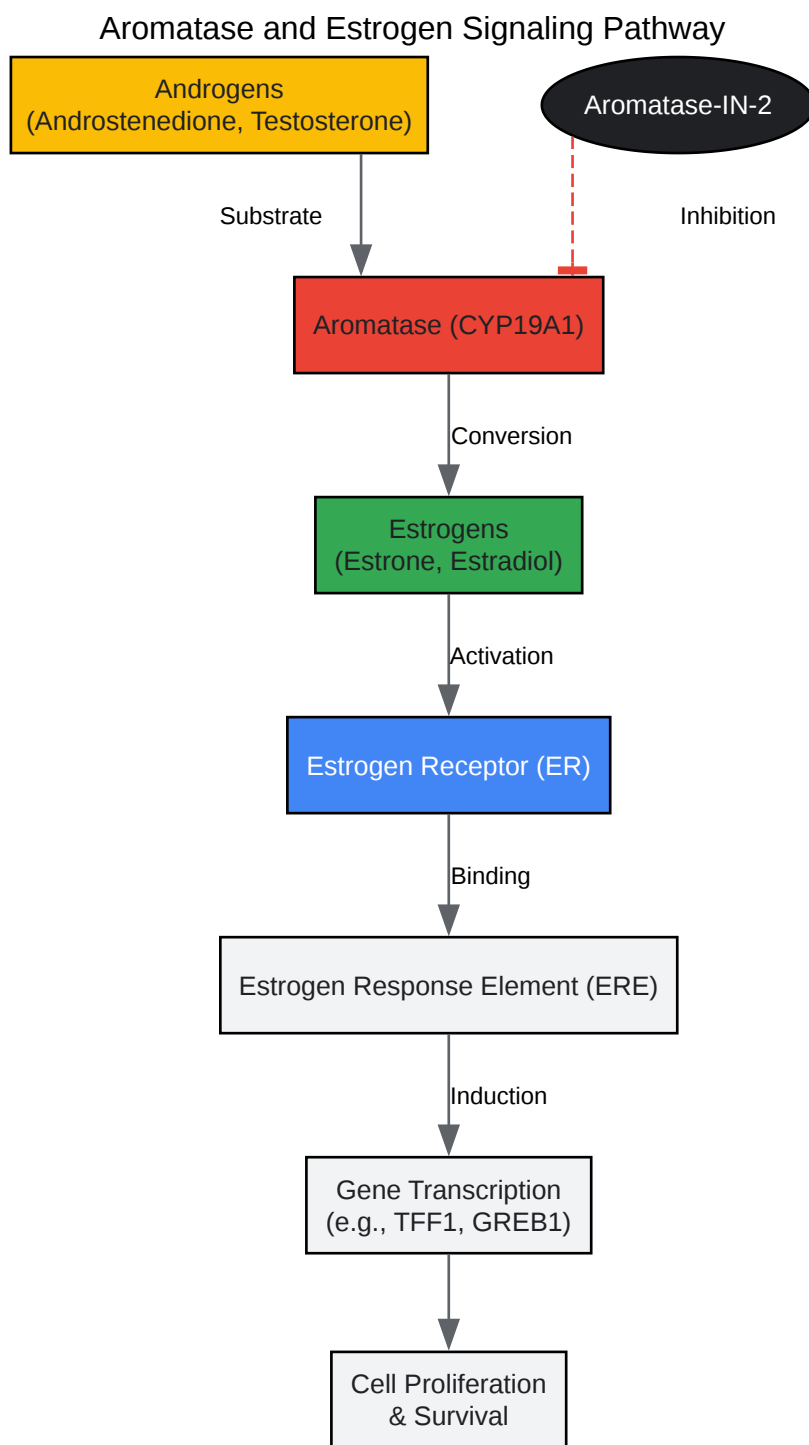 Aromatase and Estrogen Signaling Pathway
Androgens
(Androstenedione, Testosterone)
Aromatase-IN-2
Substrate
Inhibition
Aromatase (CYP19A1)
Conversion
Estrogens
(Estrone, Estradiol)
Activation
Estrogen Receptor (ER)
Binding
Estrogen Response Element (ERE)
Induction
Gene Transcription
(e.g., TFF1, GREB1)
Cell Proliferation
& Survival